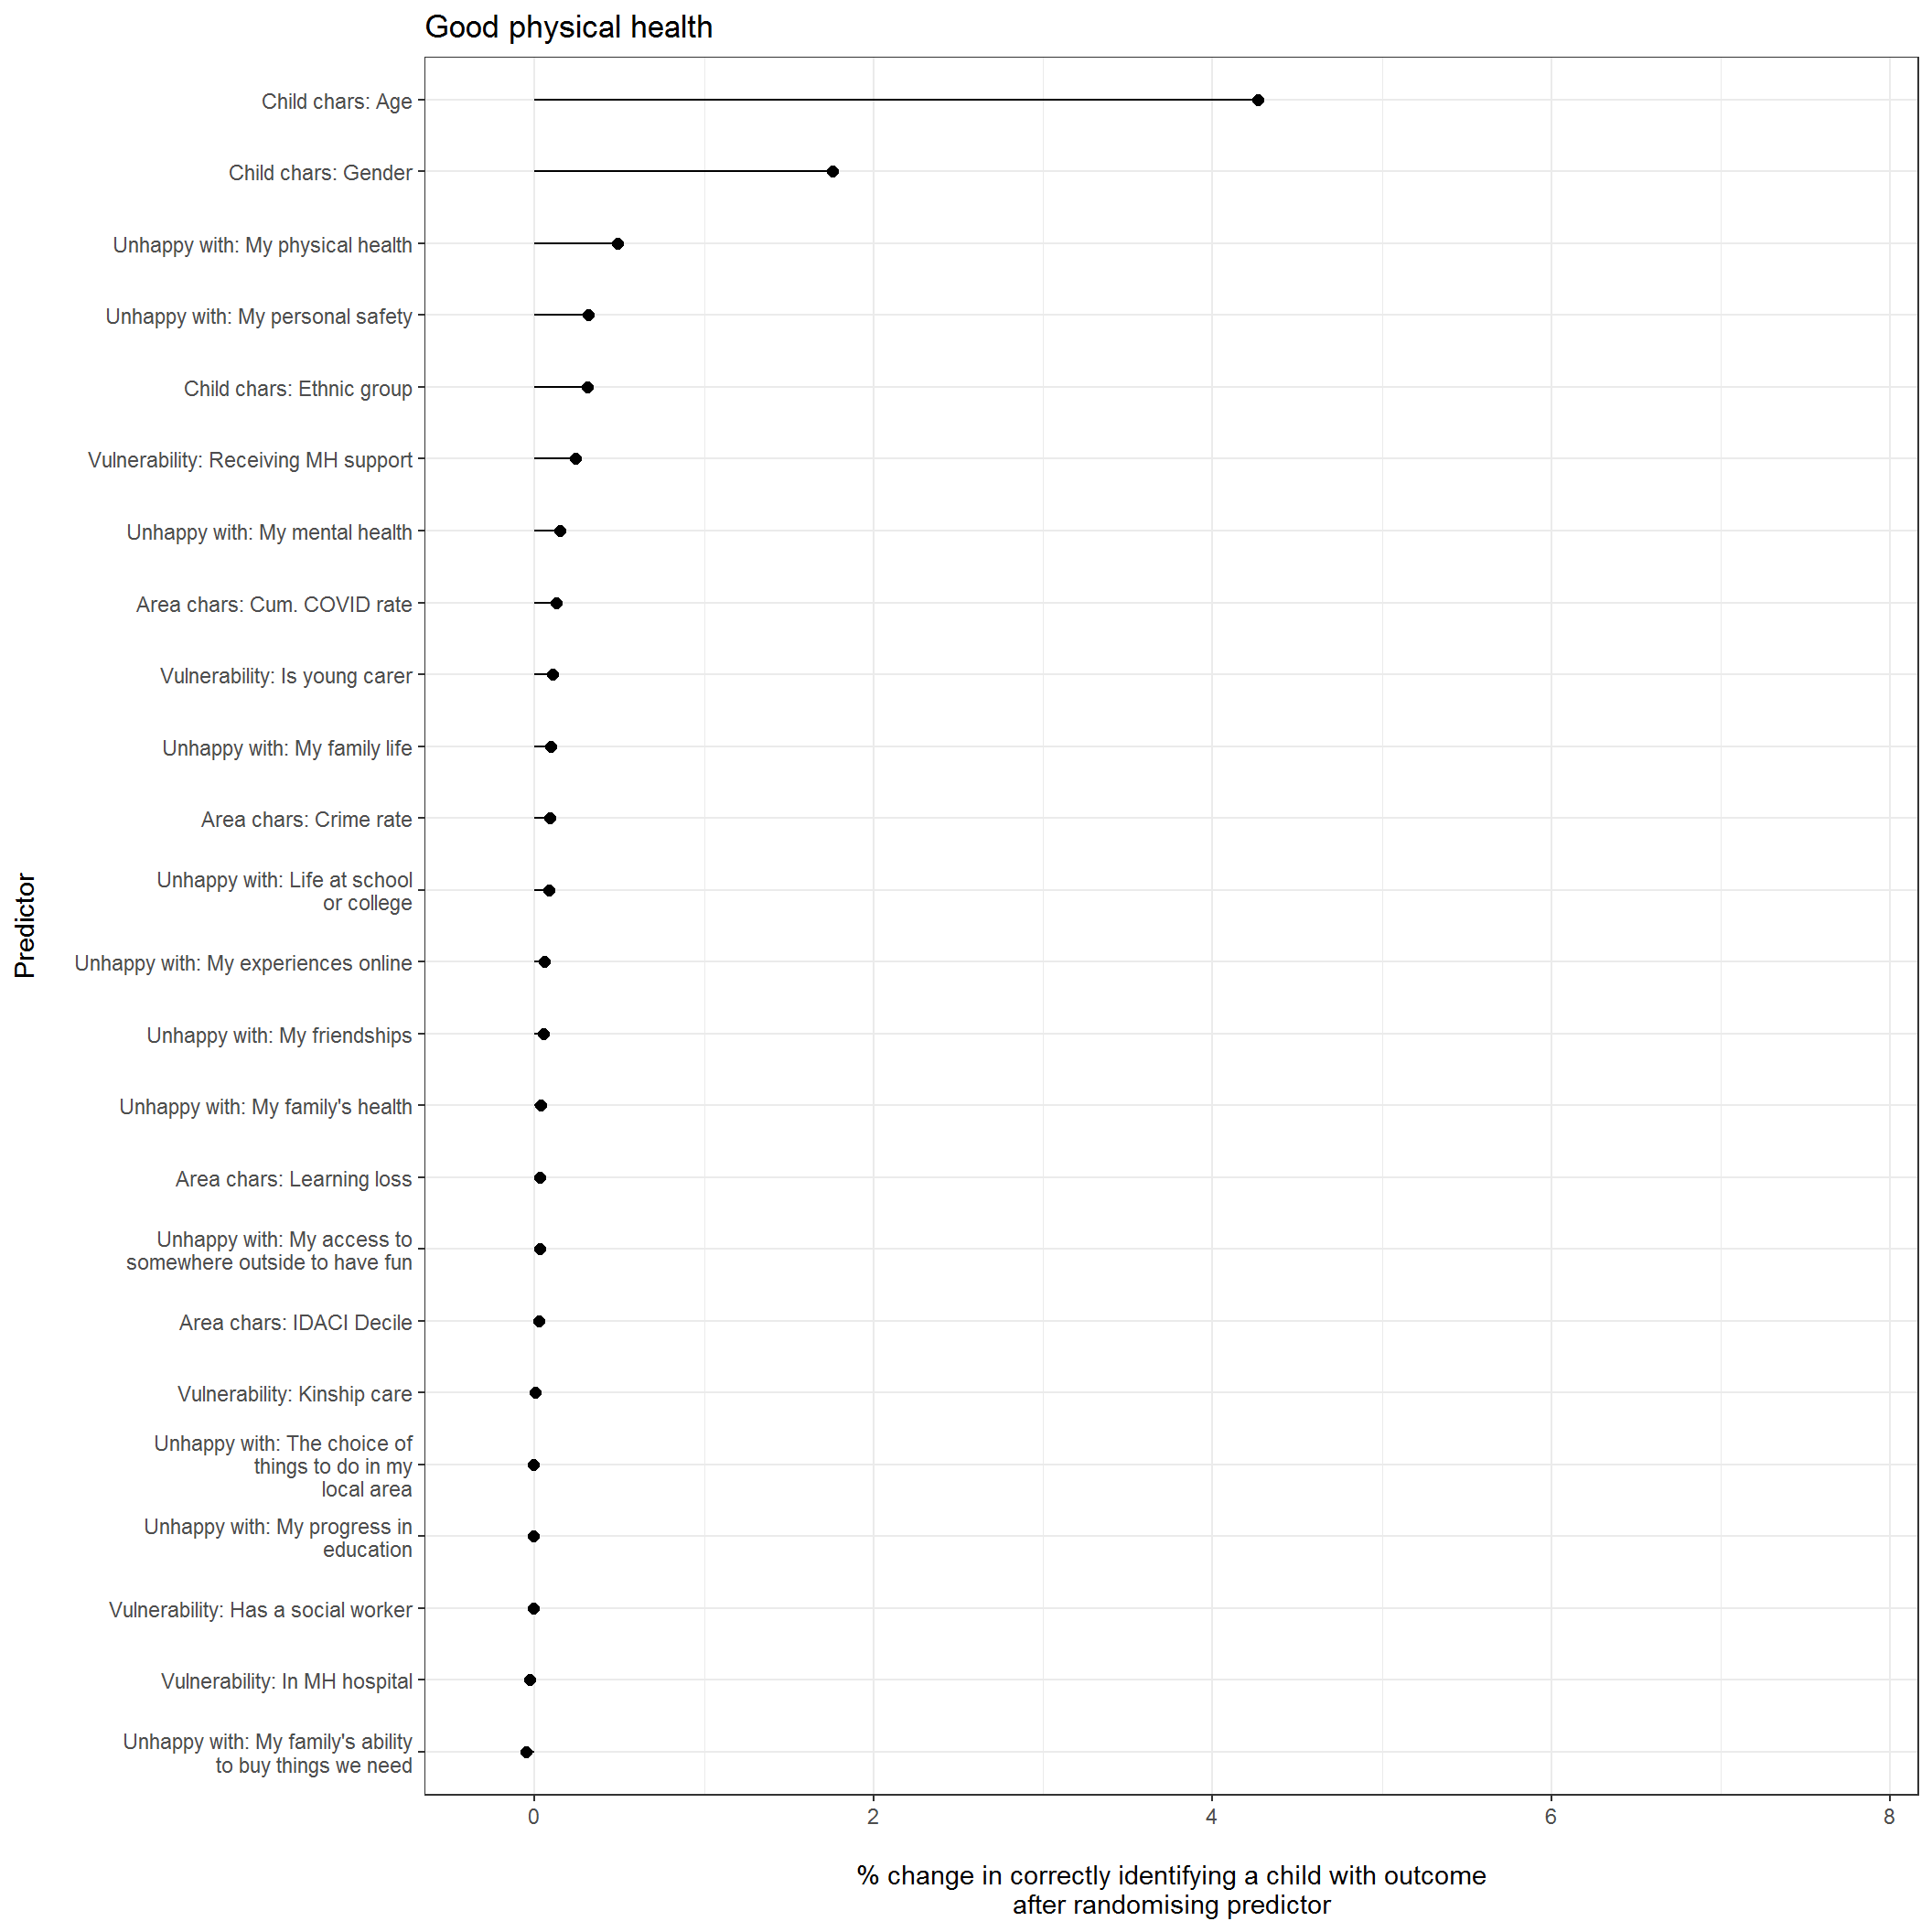 Good physical health
Child chars: Age
Child chars: Gender
Unhappy with: My physical health
Unhappy with: My personal safety
Child chars: Ethnic group
Vulnerability: Receiving MH support
Unhappy with: My mental health
Area chars: Cum. COVID rate
Vulnerability: Is young carer
Unhappy with: My family life
Area chars: Crime rate
Unhappy with: Life at school
or college
Unhappy with: My experiences online
Unhappy with: My friendships
Unhappy with: My family's health
Area chars: Learning loss
Unhappy with: My access to
somewhere outside to have fun
Area chars: IDACI Decile
Vulnerability: Kinship care
Unhappy with: The choice of
things to do in my
local area
Unhappy with: My progress in
education
Vulnerability: Has a social worker
Vulnerability: In MH hospital
Unhappy with: My family's ability
to buy things we need
Predictor
0 2 4 6 8
% change in correctly identifying a child with outcome
after randomising predictor